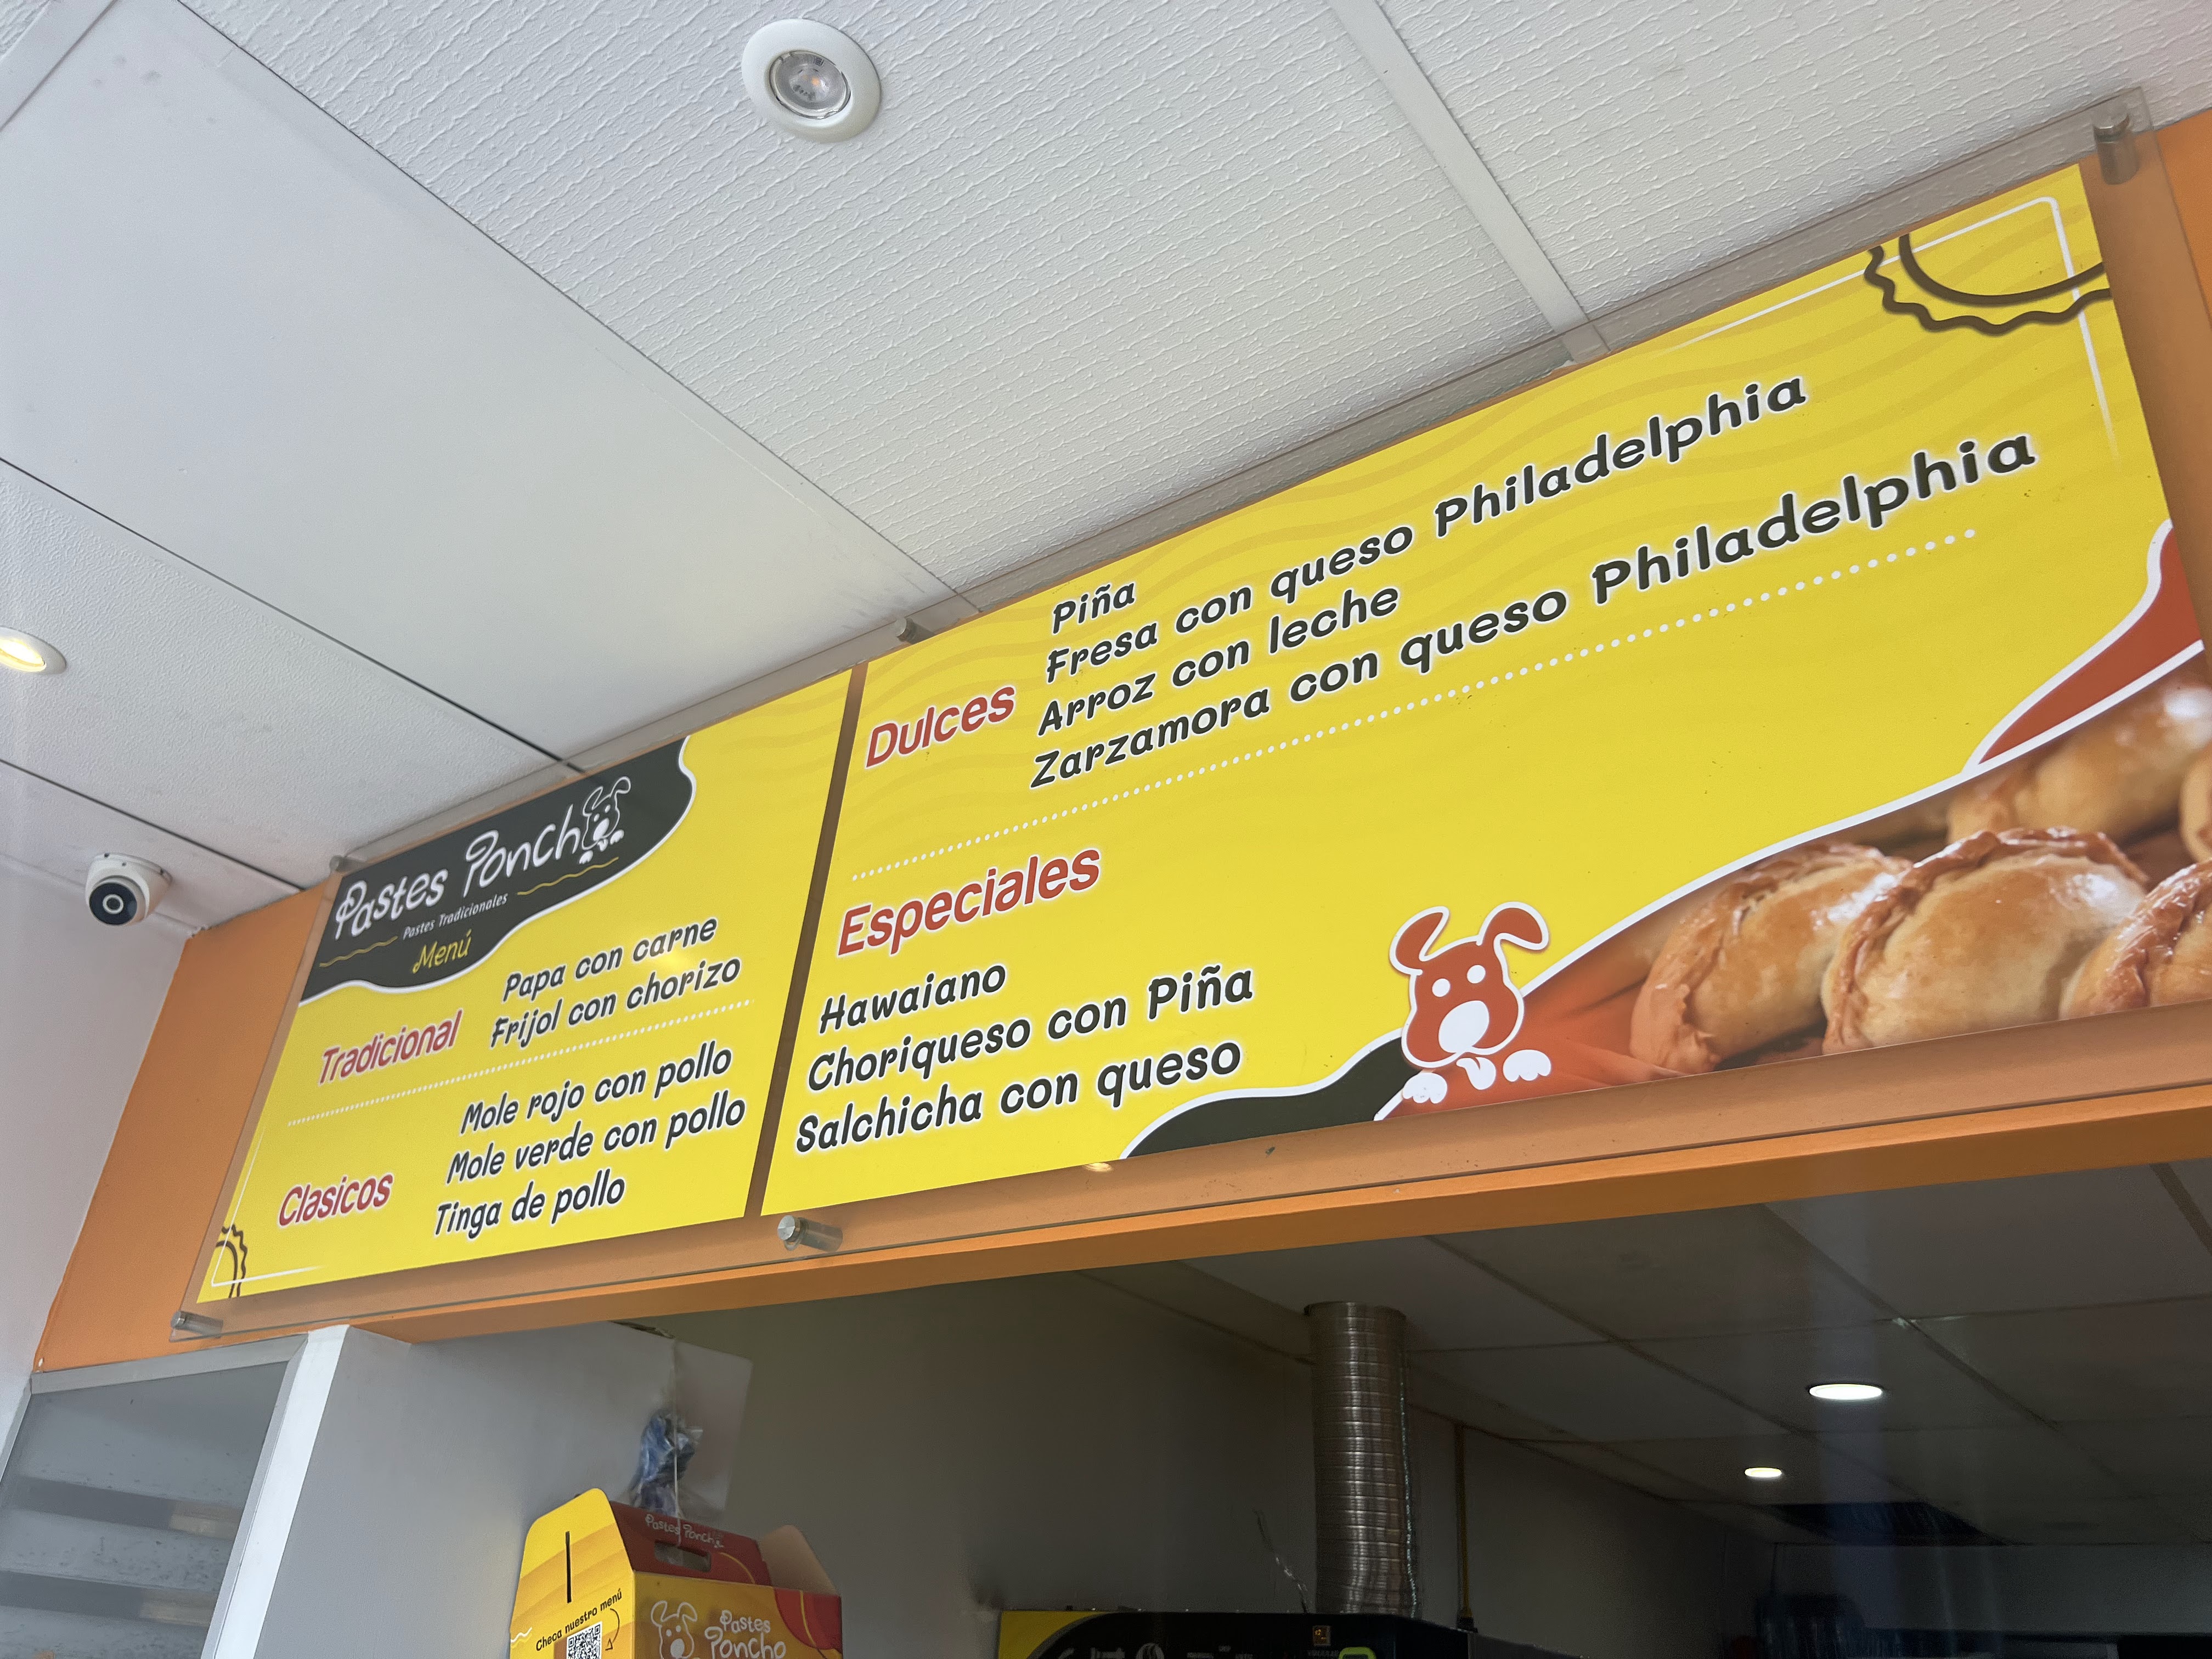 Pastes Poncho
Pastes Tradicionales
Menú
Tradicional
Papa con carne
Frijol con chorizo
Clasicos
Mole rojo con pollo
Mole verde con pollo
Tinga de pollo
Dulces
Piña
Fresa con queso Philadelphia
Arroz con leche
Zarzamora con queso Philadelphia
Especiales
Hawaiano
Choriqueso con Piña
Salchicha con queso
Pastes Poncho
Checa nuestro menú
Pastes
Poncho